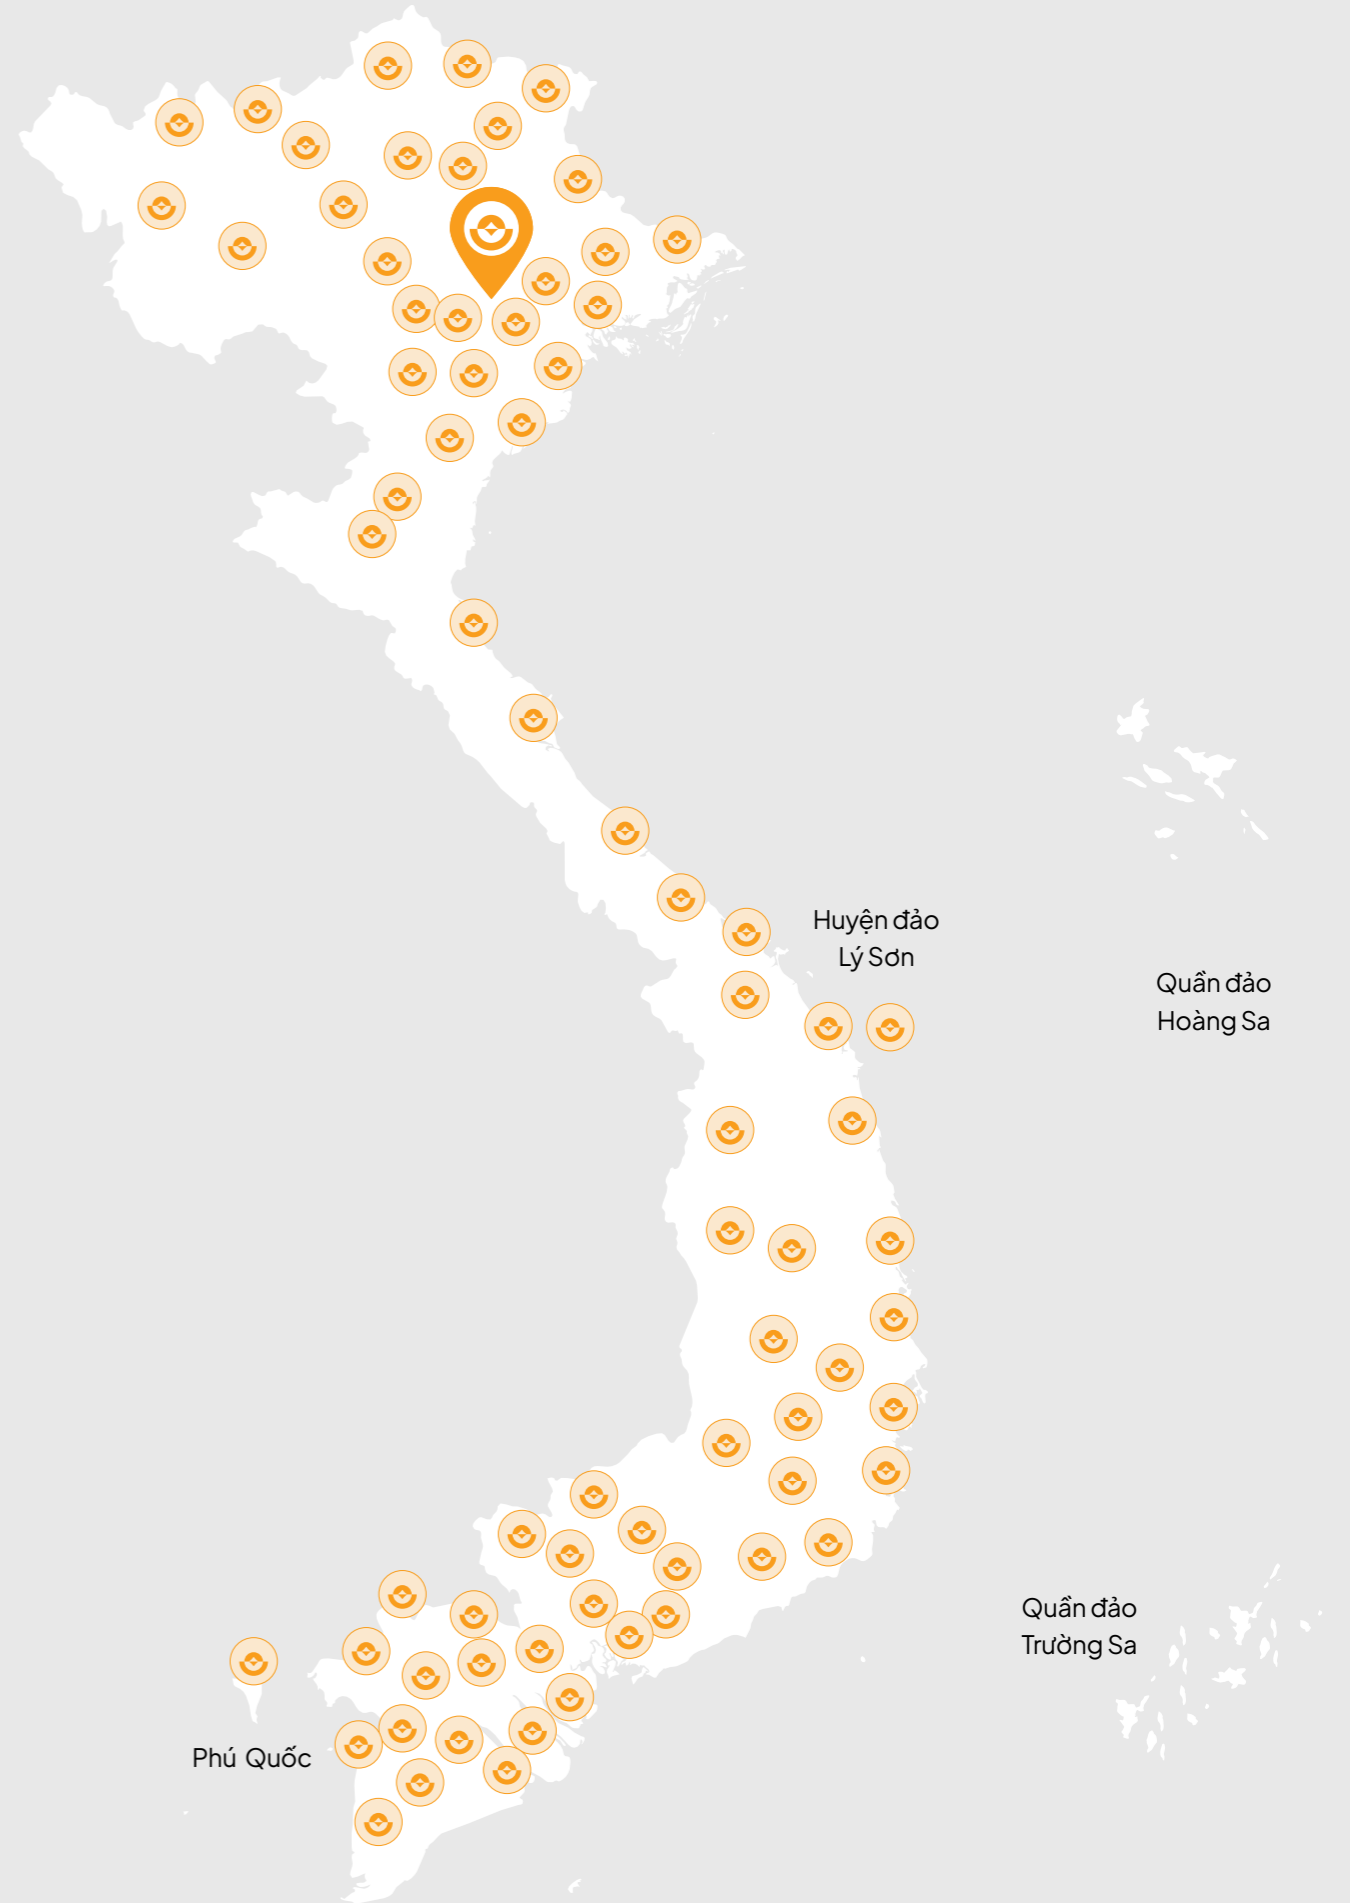 Huyện đảo
Lý Sơn
Quần đảo
Hoàng Sa
Quần đảo
Trường Sa
Phú Quốc